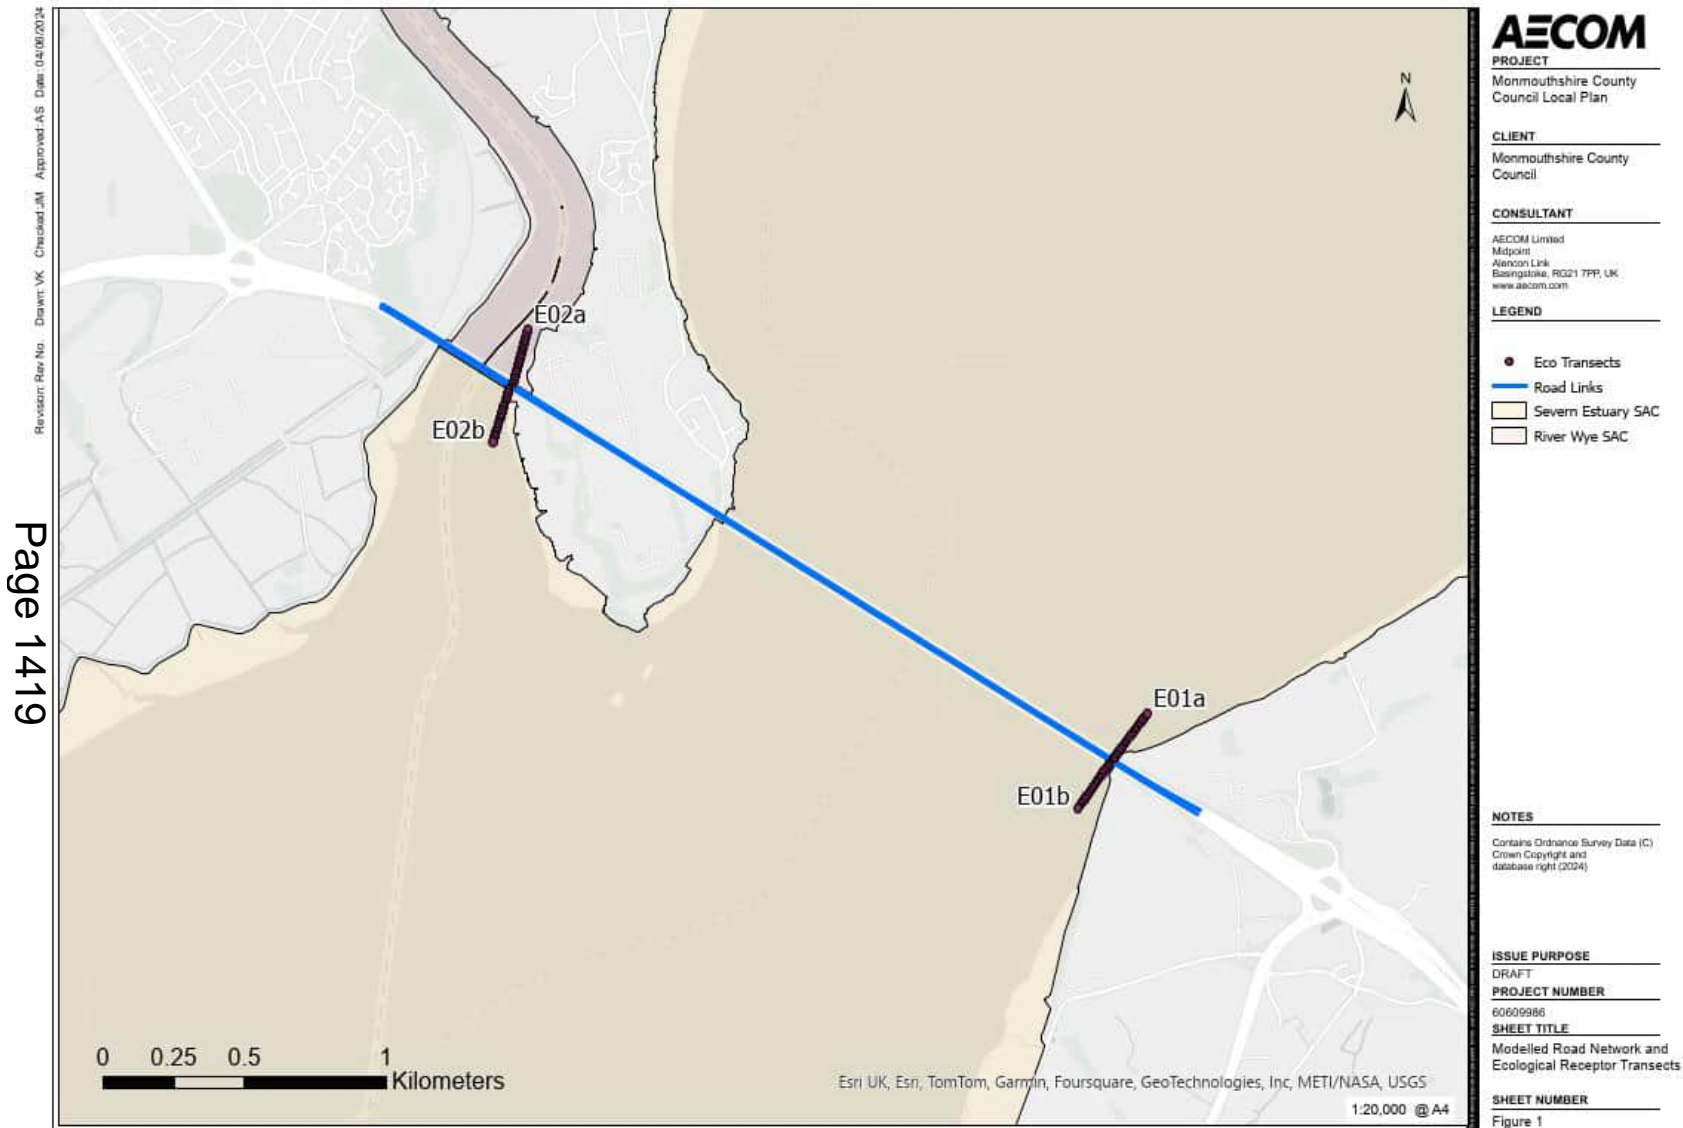 Revision: Rev No. Drawn: VK Checked: JM Approved: AS Date: 04/06/2024
Page 1419
E02a
E02b
E01a
E01b
N
0 0.25 0.5 1
Kilometers
Esri UK, Esri, TomTom, Garmin, Foursquare, GeoTechnologies, Inc, METI/NASA, USGS
1:20,000 @ A4
AECOM
PROJECT
Monmouthshire County
Council Local Plan
CLIENT
Monmouthshire County
Council
CONSULTANT
AECOM Limited
Midpoint
Alencon Link
Basingstoke, RG21 7PP, UK
www.aecom.com
LEGEND
Eco Transects
Road Links
Severn Estuary SAC
River Wye SAC
NOTES
Contains Ordnance Survey Data (C)
Crown Copyright and
database right (2024)
ISSUE PURPOSE
DRAFT
PROJECT NUMBER
60609986
SHEET TITLE
Modelled Road Network and
Ecological Receptor Transects
SHEET NUMBER
Figure 1